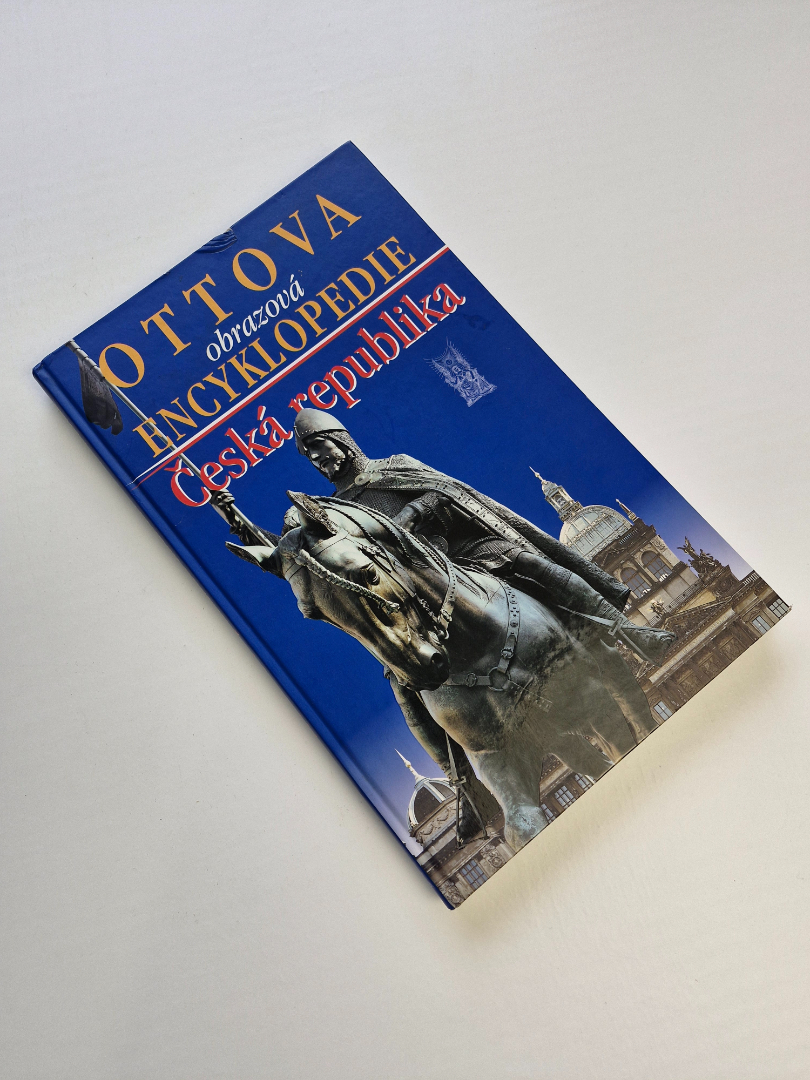 OTTOVA
obrazová
ENCYKLOPEDIE
Česká republika